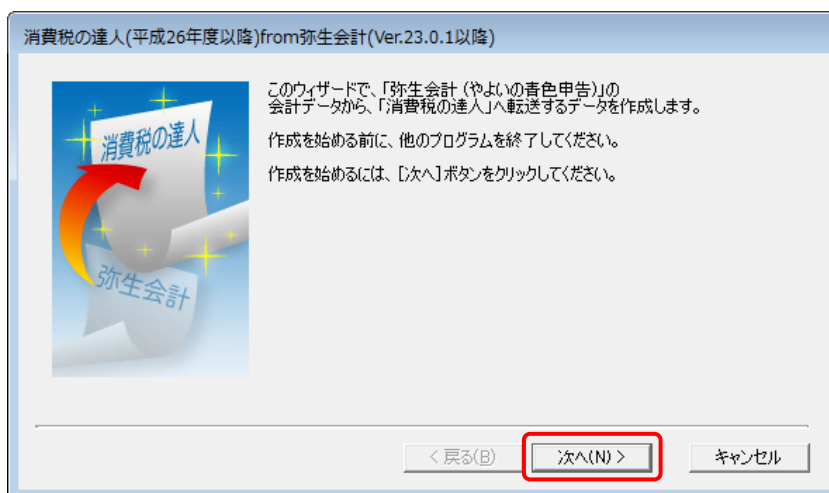 消費税の達人(平成26年度以降)from弥生会計(Ver.23.0.1以降)
このウィザードで、「弥生会計（やよいの青色申告）」の
会計データから、「消費税の達人」へ転送するデータを作成します。
作成を始める前に、他のプログラムを終了してください。
作成を始めるには、[次へ]ボタンをクリックしてください。
消費税の達人
弥生会計
< 戻る(B)
次へ(N) >
キャンセル